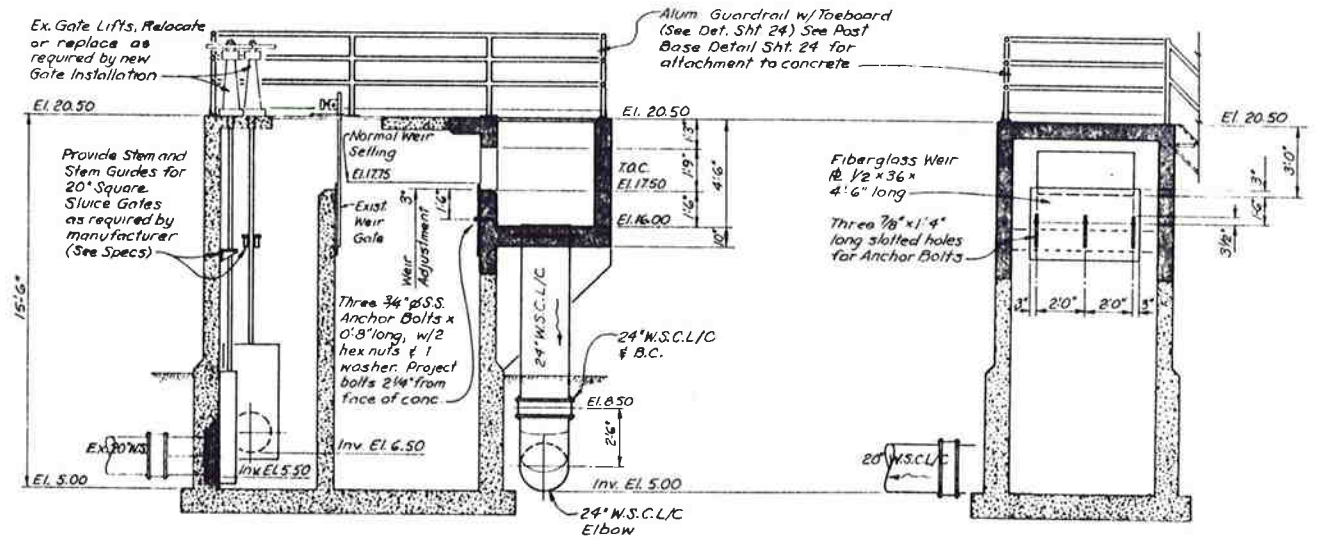 Ex. Gate Lifts, Relocate
or replace as
required by new
Gate Installation
Alum Guardrail w/ Toeboard
(See Det. Sht 24) See Post
Base Detail Sht. 24 for
attachment to concrete
El. 20.50
El. 20.50
El. 20.50
Provide Stem and
Stem Guides for
20" Square
Sluice Gates
as required by
manufacturer
(See Specs)
Normal Weir
Setting
El.17.75
Exist.
Weir
Gate
3"
1'-6"
Weir
Adjustment
1'-3"
1'-9"
T.O.C.
El.17.50
1'-6"
4'-6"
El.16.00
10"
Fiberglass Weir
PL 1/2 x 36 x
4'-6" long
Three 7/8" x 1'-4"
long slotted holes
for Anchor Bolts
3'-0"
3"
1'-6"
3 1/2"
3"
2'-0"
2'-0"
3"
15'-6"
Three 3/4" ø S.S.
Anchor Bolts x
0'-8" long, w/2
hex nuts & 1
washer. Project
bolts 2 1/4" from
face of conc.
24" W.S.C.L/C
24" W.S.C.L/C
& B.C.
El.8.50
2'-6"
Ex. 20" W.S.
Inv. El. 6.50
Inv. El. 5.50
El. 5.00
Inv. El. 5.00
24" W.S.C.L/C
Elbow
20" W.S.C.L/C